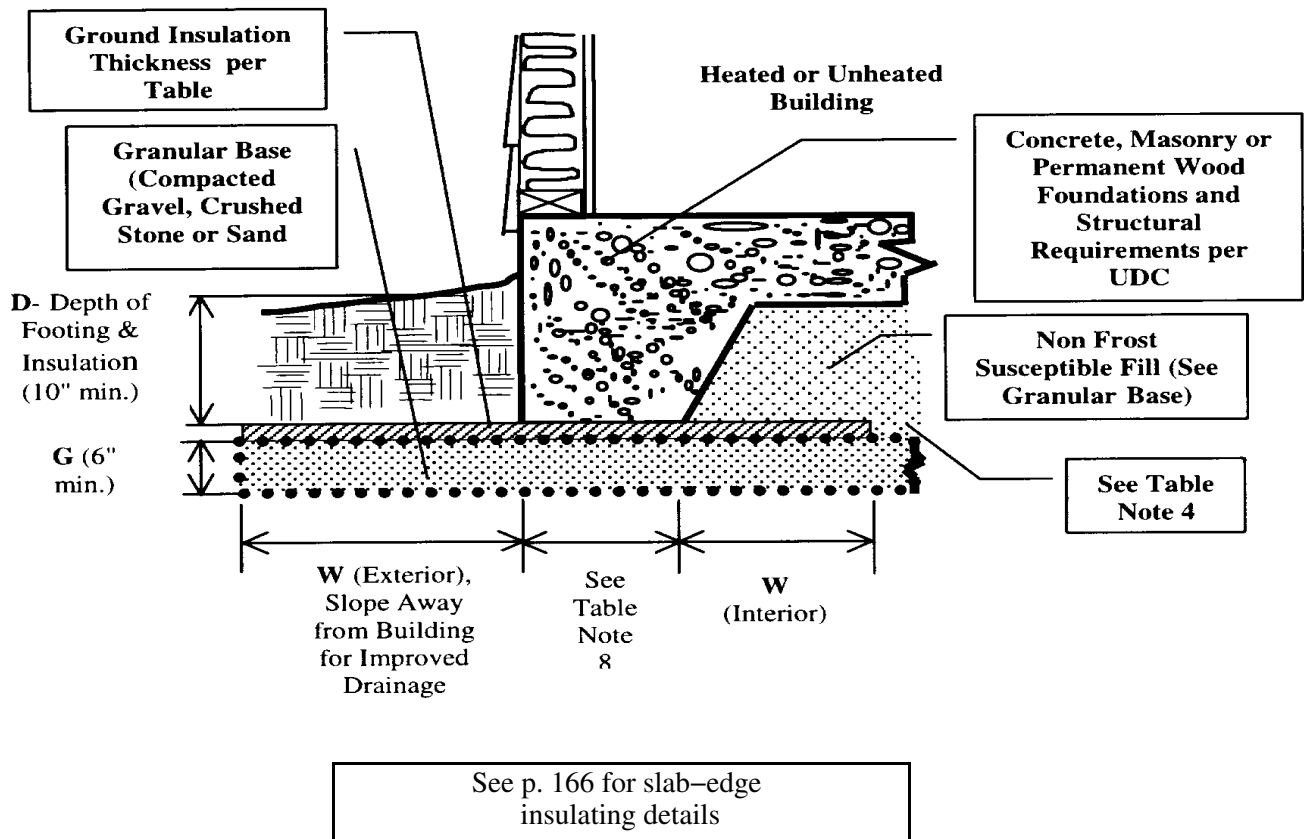 Ground Insulation
Thickness per
Table
Heated or Unheated
Building
Granular Base
(Compacted
Gravel, Crushed
Stone or Sand
Concrete, Masonry or
Permanent Wood
Foundations and
Structural
Requirements per
UDC
D- Depth of
Footing &
Insulation
(10" min.)
Non Frost
Susceptible Fill (See
Granular Base)
G (6"
min.)
See Table
Note 4
W (Exterior),
Slope Away
from Building
for Improved
Drainage
See
Table
Note
8
W
(Interior)
See p. 166 for slab-edge
insulating details